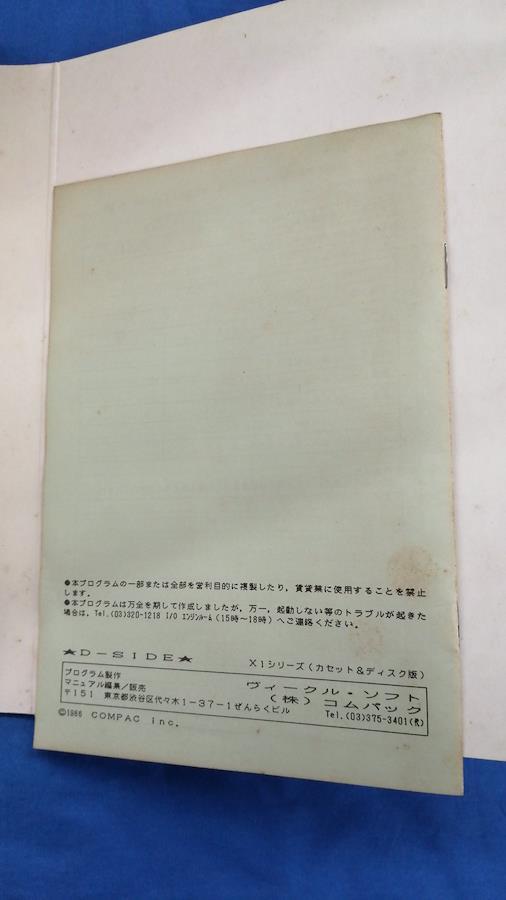 ●本プログラムの一部または全部を営利目的に複製したり，賃貸業に使用することを禁止
します。
●本プログラムは万全を期して作成しましたが，万一，起動しない等のトラブルが起きた
場合は，Tel.(03)320-1218 I/O ｴﾝｼﾞﾝﾙｰﾑ (15時～18時) へご連絡ください。
★D-SIDE★ X1シリーズ（カセット＆ディスク版）
プログラム製作 ヴィークル・ソフト
マニュアル編集／販売 （株）コムパック
〒151 東京都渋谷区代々木1-37-1ぜんらくビル Tel.(03)375-3401(代)
©1986 COMPAC Inc.